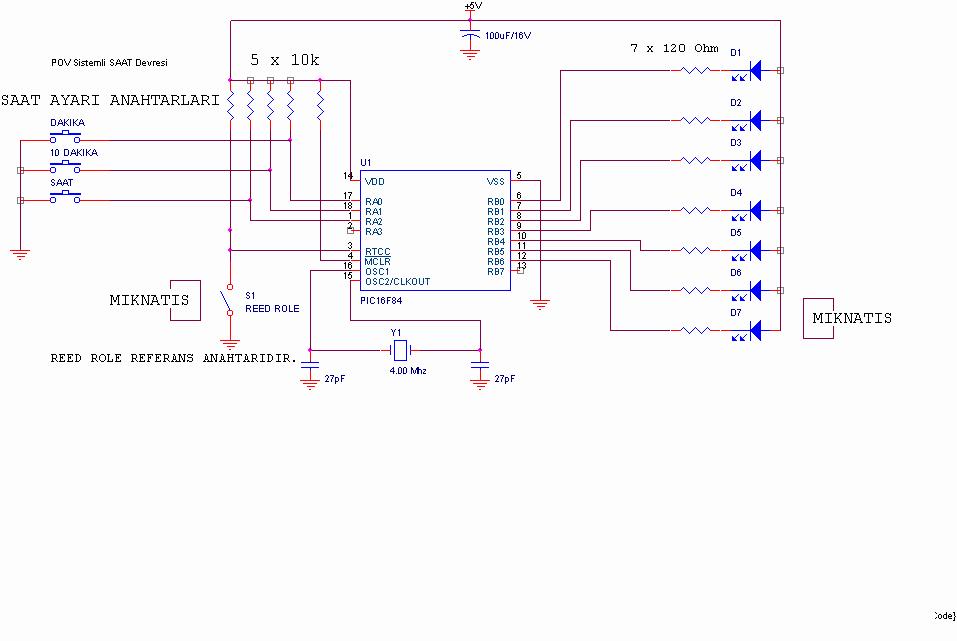 +5V
100uF/16V
7 x 120 Ohm
D1
POV Sistemli SAAT Devresi
5 x 10k
SAAT AYARI ANAHTARLARI
D2
DAKIKA
D3
10 DAKIKA
U1
SAAT
14 VDD VSS 5
D4
17 RA0 RB0 6
18 RA1 RB1 7
1 RA2 RB2 8
2 RA3 RB3 9
RB4 10
D5
3 RTCC RB5 11
4 MCLR RB6 12
16 OSC1 RB7 13
15 OSC2/CLKOUT
D6
PIC16F84
MIKNATIS
S1
REED ROLE
D7
MIKNATIS
Y1
REED ROLE REFERANS ANAHTARIDIR.
4.00 Mhz
27pF
27pF